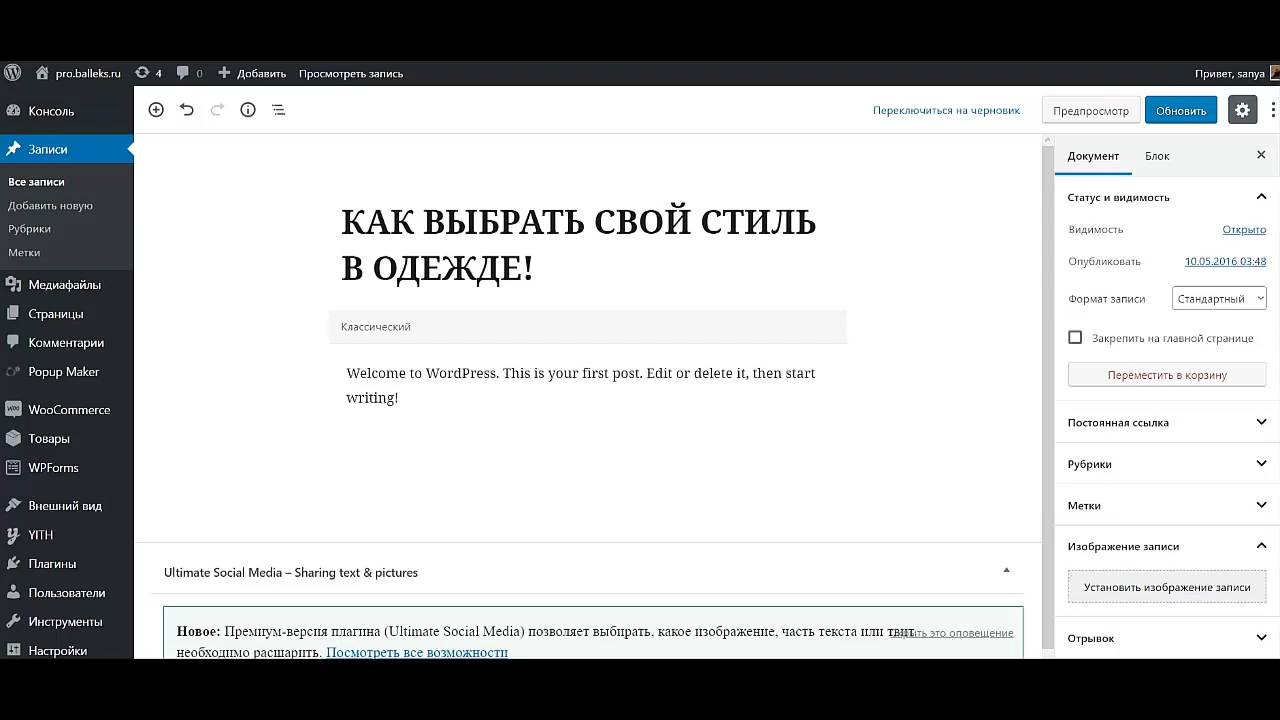 pro.balleks.ru 4 0 Добавить Просмотреть запись Привет, sanya
Консоль
Записи
Все записи
Добавить новую
Рубрики
Метки
Медиафайлы
Страницы
Комментарии
Popup Maker
WooCommerce
Товары
WPForms
Внешний вид
YITH
Плагины
Пользователи
Инструменты
Настройки
Переключиться на черновик Предпросмотр Обновить
КАК ВЫБРАТЬ СВОЙ СТИЛЬ
В ОДЕЖДЕ!
Классический
Welcome to WordPress. This is your first post. Edit or delete it, then start
writing!
Ultimate Social Media – Sharing text & pictures
Новое: Премиум-версия плагина (Ultimate Social Media) позволяет выбирать, какое изображение, часть текста или твит
необходимо расшарить. Посмотреть все возможности
это оповещение
Документ Блок
Статус и видимость
Видимость Открыто
Опубликовать 10.05.2016 03:48
Формат записи Стандартный
Закрепить на главной странице
Переместить в корзину
Постоянная ссылка
Рубрики
Метки
Изображение записи
Установить изображение записи
Отрывок